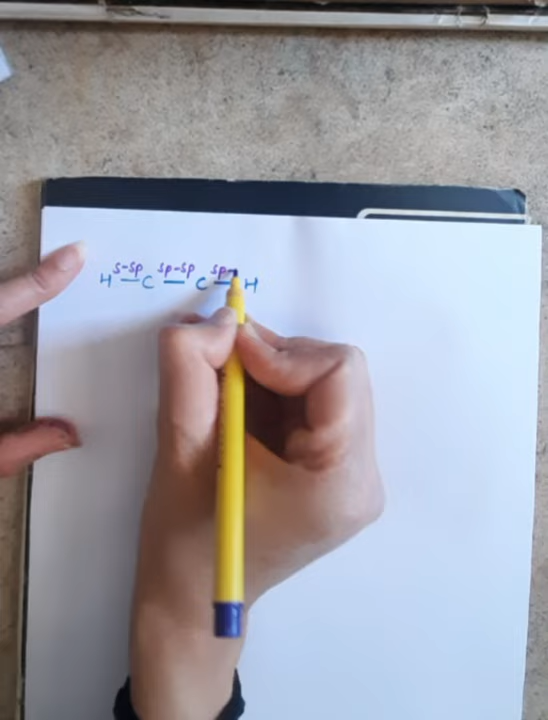 s-sp sp-sp sp-
H — C — C — H